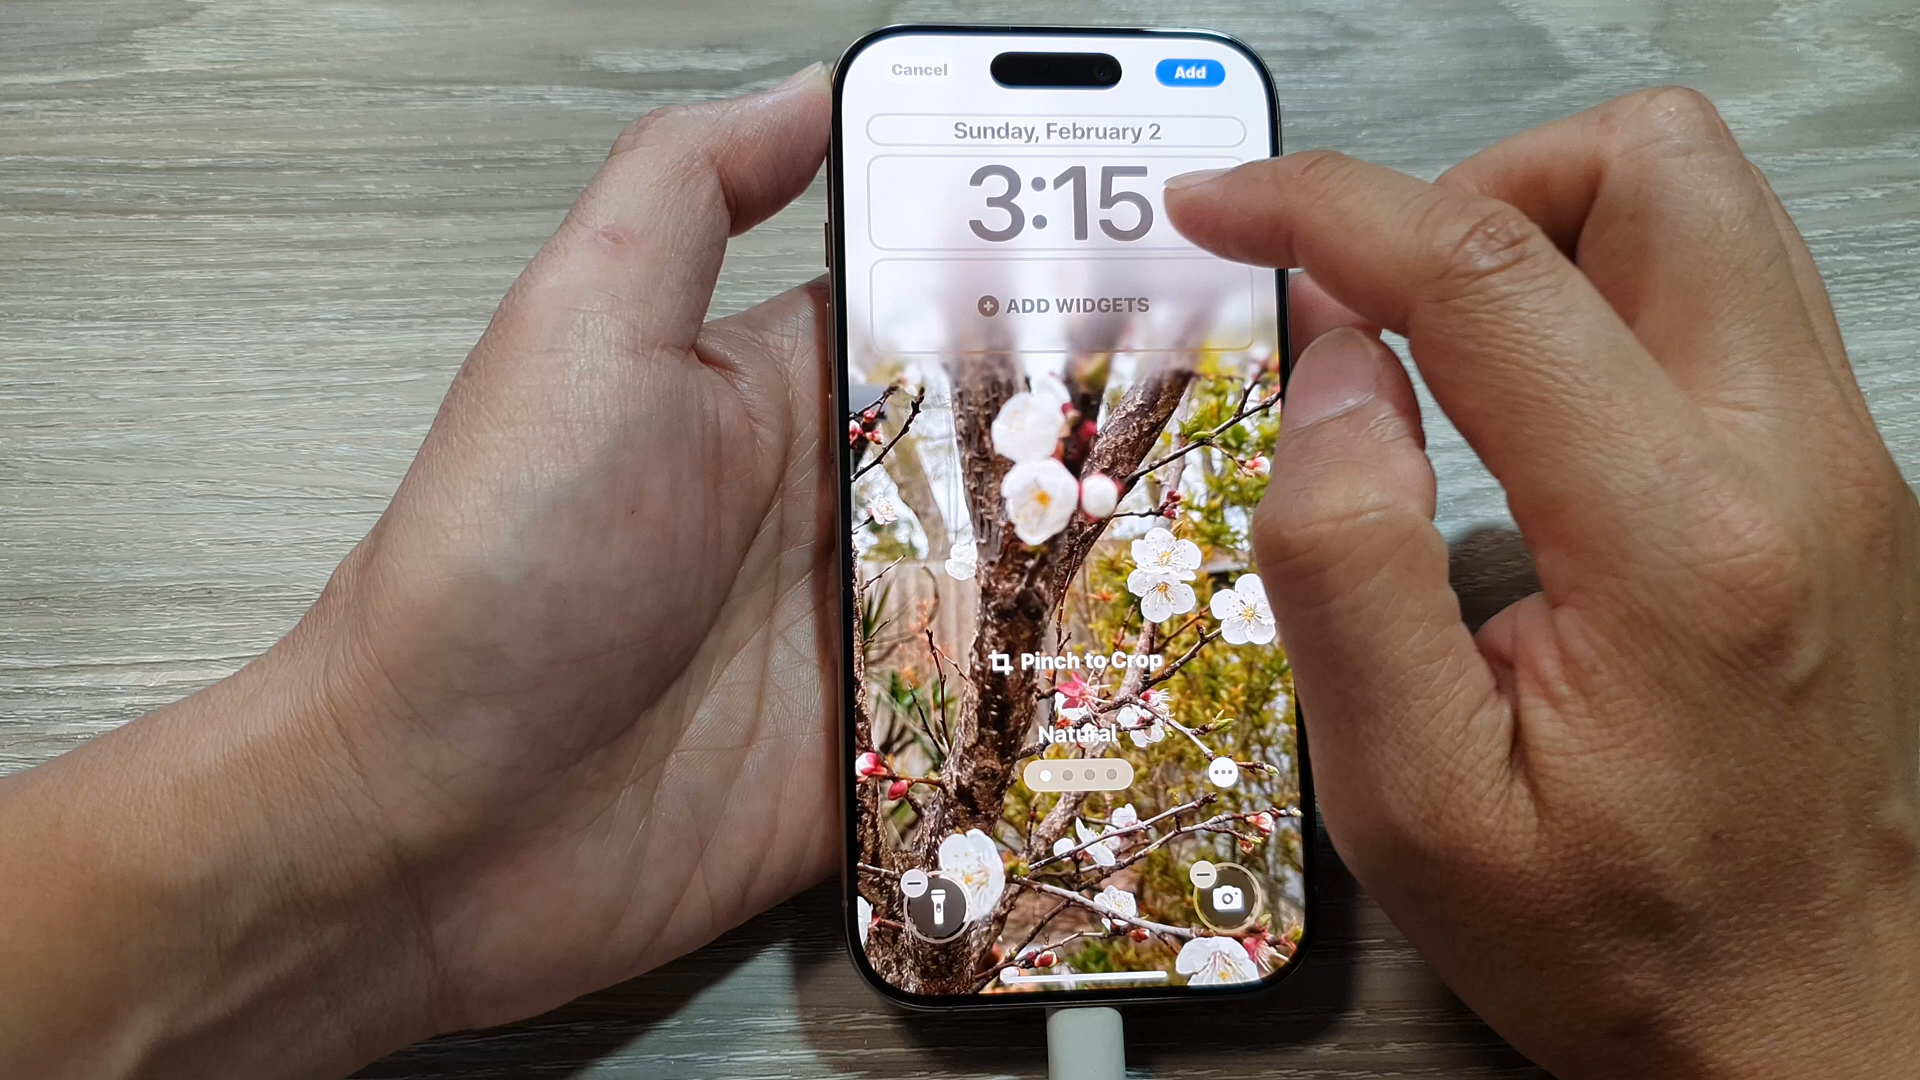 Cancel
Add
Sunday, February 2
3:15
ADD WIDGETS
Pinch to Crop
Natural